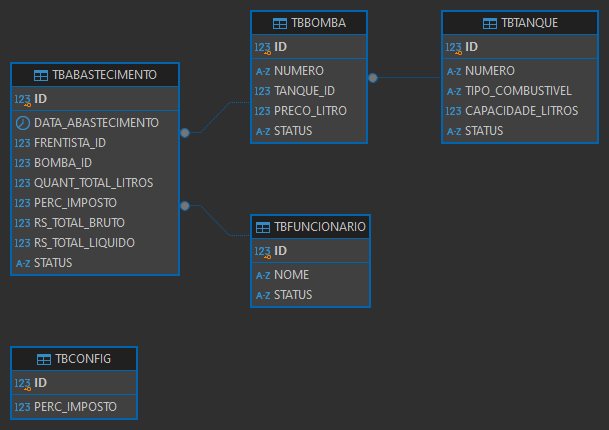 TBABASTECIMENTO
123 ID
DATA_ABASTECIMENTO
123 FRENTISTA_ID
123 BOMBA_ID
123 QUANT_TOTAL_LITROS
123 PERC_IMPOSTO
123 RS_TOTAL_BRUTO
123 RS_TOTAL_LIQUIDO
A-Z STATUS
TBBOMBA
123 ID
A-Z NUMERO
123 TANQUE_ID
123 PRECO_LITRO
A-Z STATUS
TBTANQUE
123 ID
A-Z NUMERO
A-Z TIPO_COMBUSTIVEL
123 CAPACIDADE_LITROS
A-Z STATUS
TBFUNCIONARIO
123 ID
A-Z NOME
A-Z STATUS
TBCONFIG
123 ID
123 PERC_IMPOSTO